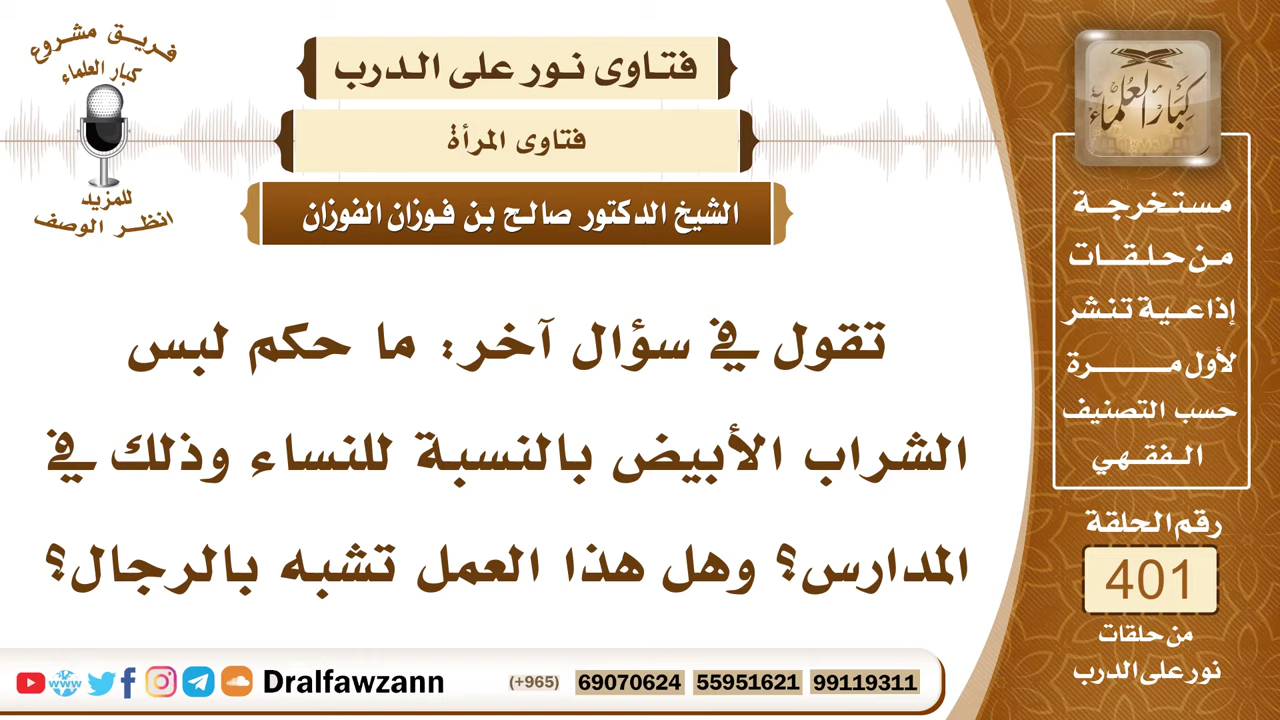 فريق مشروع
كبار العلماء
للمزيد
انظر الوصف
فتاوى نور على الدرب
فتاوى المرأة
الشيخ الدكتور صالح بن فوزان الفوزان
تقول في سؤال آخر: ما حكم لبس
الشراب الأبيض بالنسبة للنساء وذلك في
المدارس؟ وهل هذا العمل تشبه بالرجال؟
كبار العلماء
مستخرجة
من حلقات
إذاعية تنشر
لأول مرة
حسب التصنيف
الفقهي
رقم الحلقة
401
من حلقات
نور على الدرب
www Dralfawzann (+965) 69070624 55951621 99119311